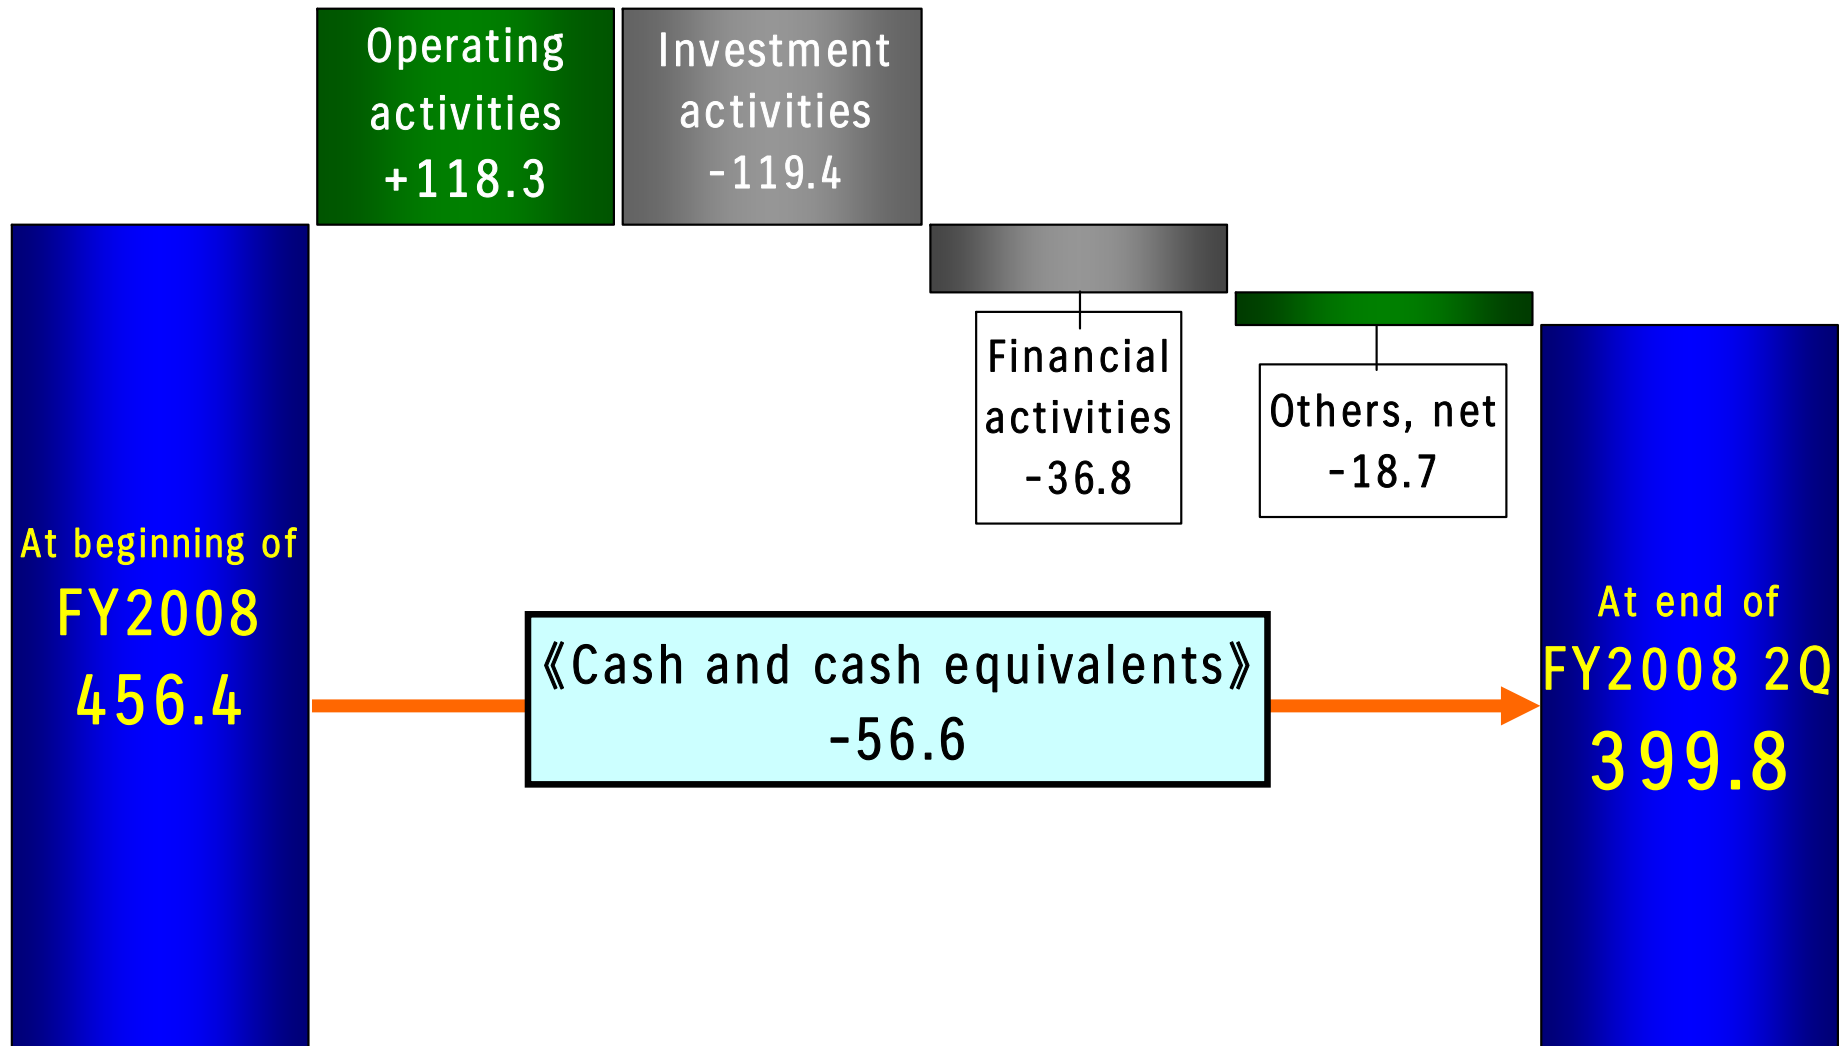 Operating
activities
+118.3
Investment
activities
-119.4
Financial
activities
-36.8
Others, net
-18.7
At beginning of
FY2008
456.4
《Cash and cash equivalents》
-56.6
At end of
FY2008 2Q
399.8